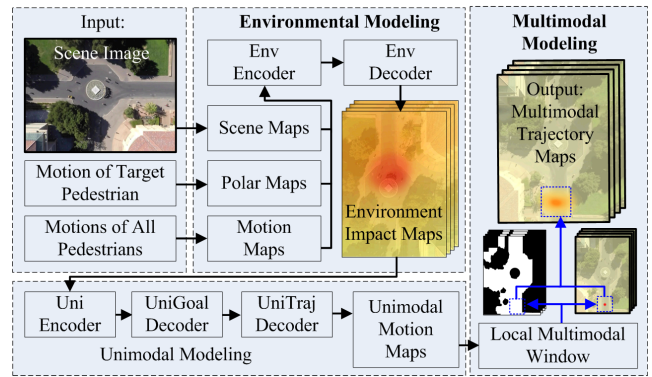 Input:
Scene Image
Motion of Target
Pedestrian
Motions of All
Pedestrians
Environmental Modeling
Env
Encoder
Env
Decoder
Scene Maps
Polar Maps
Motion
Maps
Environment
Impact Maps
Multimodal
Modeling
Output:
Multimodal
Trajectory
Maps
Local Multimodal
Window
Uni
Encoder
UniGoal
Decoder
UniTraj
Decoder
Unimodal
Motion
Maps
Unimodal Modeling